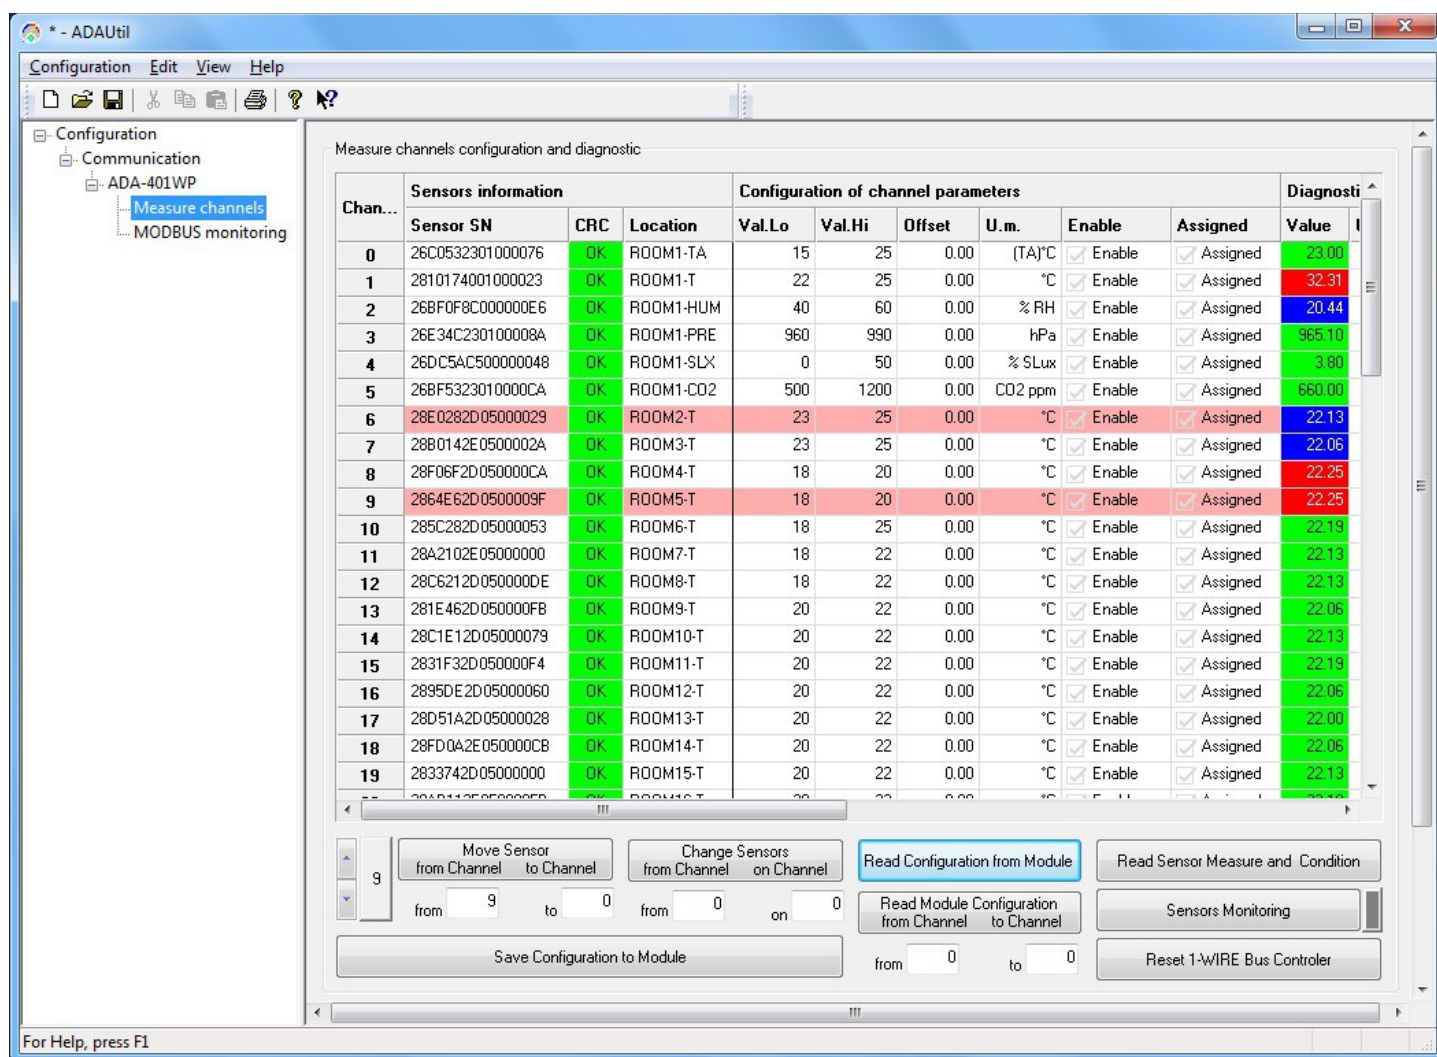 * - ADAUtil
Configuration Edit View Help
Configuration
Communication
ADA-401WP
Measure channels
MODBUS monitoring
Measure channels configuration and diagnostic
Chan... Sensors information Configuration of channel parameters Diagnosti
Sensor SN CRC Location Val.Lo Val.Hi Offset U.m. Enable Assigned Value
0 26C0532301000076 OK ROOM1-TA 15 25 0.00 (TA)°C Enable Assigned 23.00
1 2810174001000023 OK ROOM1-T 22 25 0.00 °C Enable Assigned 32.31
2 26BF0F8C000000E6 OK ROOM1-HUM 40 60 0.00 % RH Enable Assigned 20.44
3 26E34C230100008A OK ROOM1-PRE 960 990 0.00 hPa Enable Assigned 965.10
4 26DC5AC500000048 OK ROOM1-SLX 0 50 0.00 % SLux Enable Assigned 3.80
5 26BF5323010000CA OK ROOM1-CO2 500 1200 0.00 CO2 ppm Enable Assigned 660.00
6 28E0282D05000029 OK ROOM2-T 23 25 0.00 °C Enable Assigned 22.13
7 28B0142E0500002A OK ROOM3-T 23 25 0.00 °C Enable Assigned 22.06
8 28F06F2D050000CA OK ROOM4-T 18 20 0.00 °C Enable Assigned 22.25
9 2864E62D0500009F OK ROOM5-T 18 20 0.00 °C Enable Assigned 22.25
10 285C282D05000053 OK ROOM6-T 18 25 0.00 °C Enable Assigned 22.19
11 28A2102E05000000 OK ROOM7-T 18 22 0.00 °C Enable Assigned 22.13
12 28C6212D050000DE OK ROOM8-T 18 22 0.00 °C Enable Assigned 22.13
13 281E462D050000FB OK ROOM9-T 20 22 0.00 °C Enable Assigned 22.06
14 28C1E12D05000079 OK ROOM10-T 20 22 0.00 °C Enable Assigned 22.13
15 2831F32D050000F4 OK ROOM11-T 20 22 0.00 °C Enable Assigned 22.19
16 2895DE2D05000060 OK ROOM12-T 20 22 0.00 °C Enable Assigned 22.06
17 28D51A2D05000028 OK ROOM13-T 20 22 0.00 °C Enable Assigned 22.00
18 28FD0A2E050000CB OK ROOM14-T 20 22 0.00 °C Enable Assigned 22.06
19 2833742D05000000 OK ROOM15-T 20 22 0.00 °C Enable Assigned 22.13
9
Move Sensor
from Channel to Channel
from 9 to 0
Change Sensors
from Channel on Channel
from 0 on 0
Save Configuration to Module
Read Configuration from Module
Read Module Configuration
from Channel to Channel
from 0 to 0
Read Sensor Measure and Condition
Sensors Monitoring
Reset 1-WIRE Bus Controler
For Help, press F1